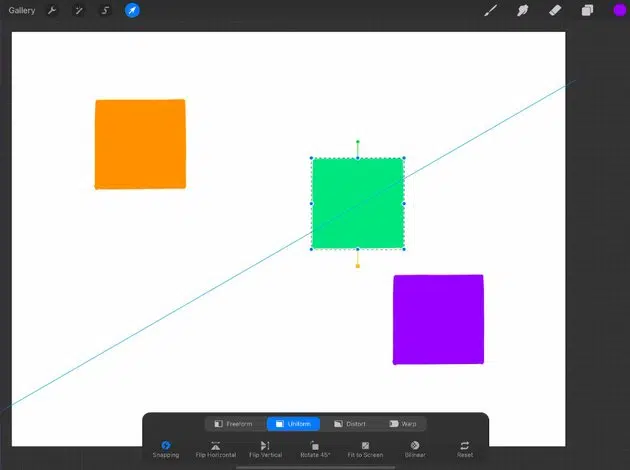 Gallery
Freeform Uniform Distort Warp
Snapping Flip Horizontal Flip Vertical Rotate 45° Fit to Screen Bilinear Reset